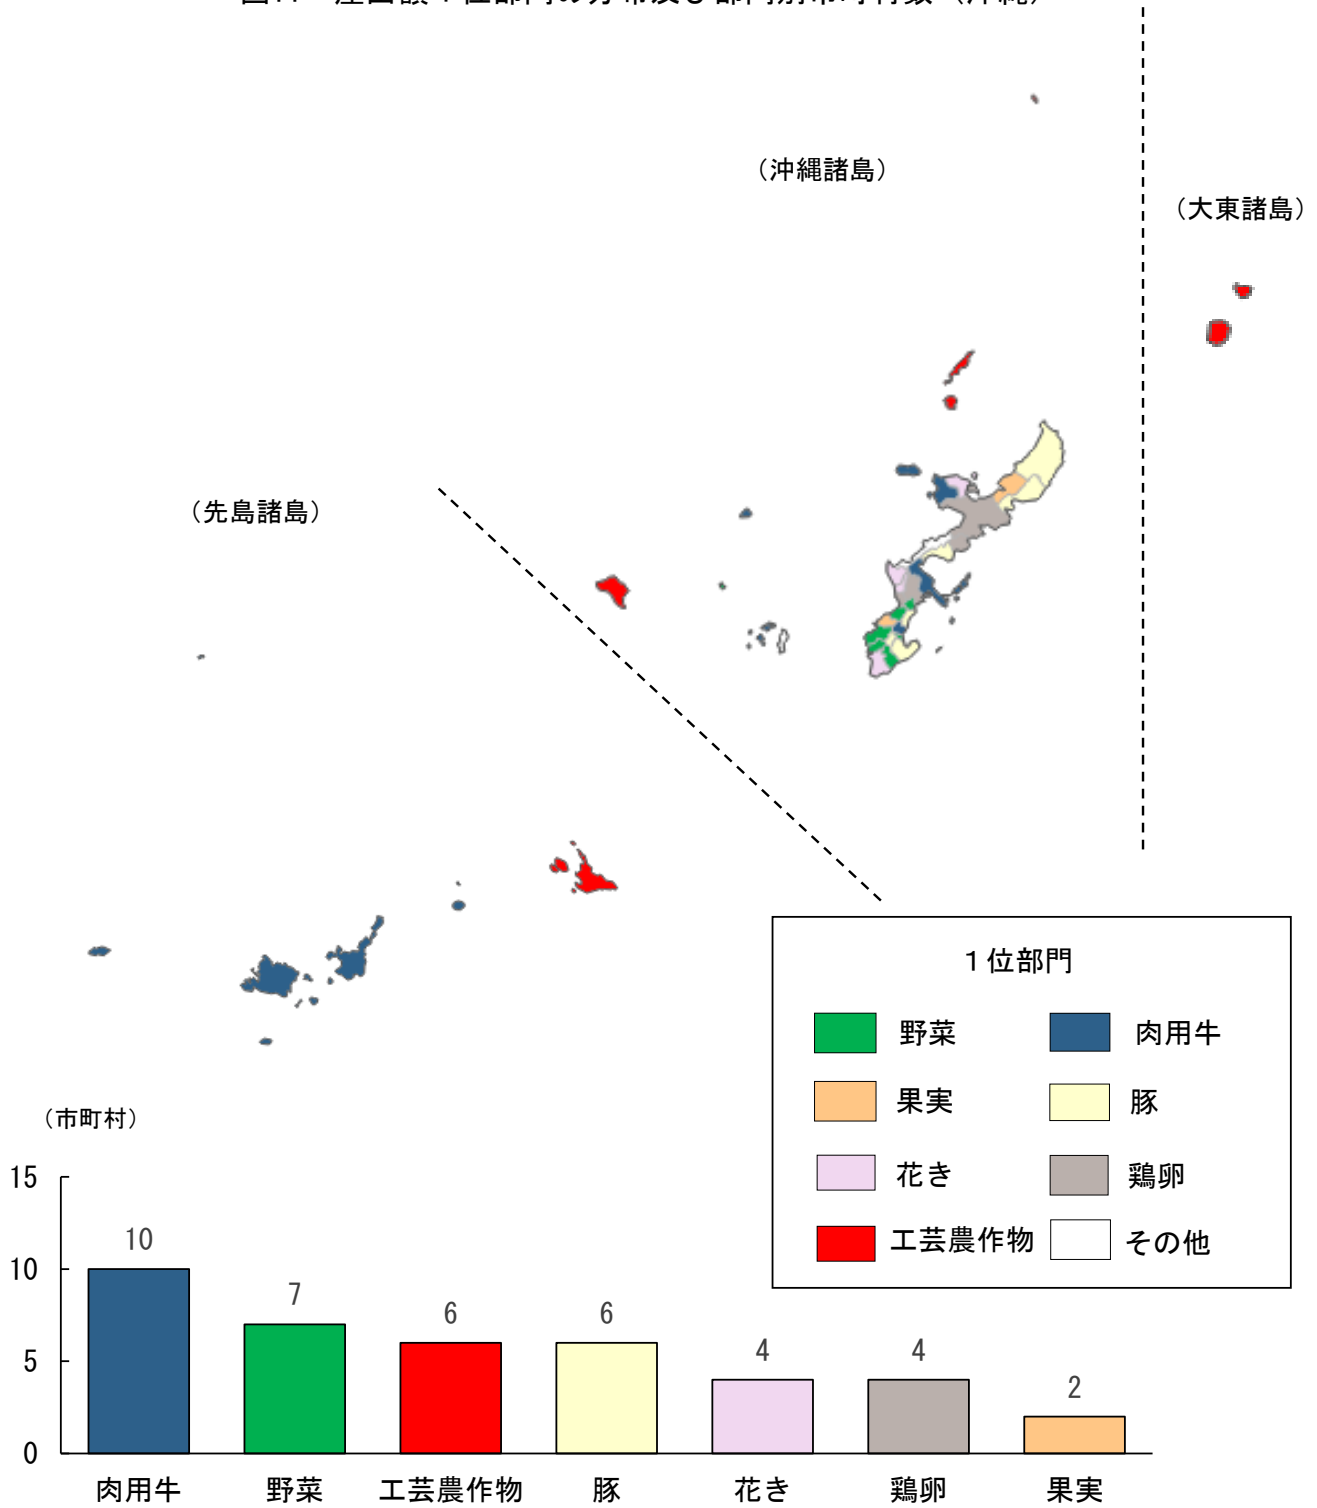 （沖縄諸島）
（大東諸島）
（先島諸島）
１位部門
野菜
肉用牛
果実
豚
花き
鶏卵
工芸農作物
その他
（市町村）
15
10
5
0
10
7
6
6
4
4
2
肉用牛
野菜
工芸農作物
豚
花き
鶏卵
果実